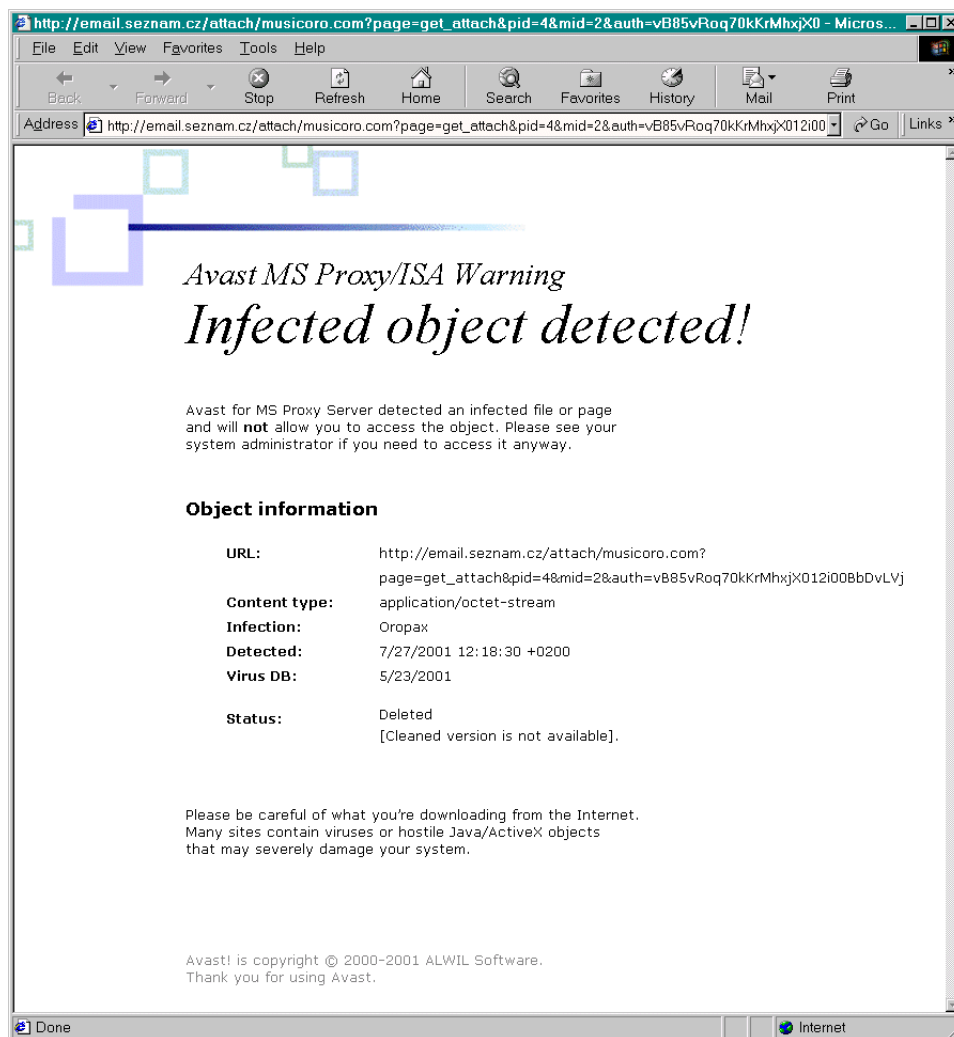 http://email.seznam.cz/attach/musicoro.com?page=get_attach&pid=4&mid=2&auth=vB85vRoq70kKrMhxjX0 - Micros...
File Edit View Favorites Tools Help
Back Forward Stop Refresh Home Search Favorites History Mail Print »
Address http://email.seznam.cz/attach/musicoro.com?page=get_attach&pid=4&mid=2&auth=vB85vRoq70kKrMhxjX012i00 Go Links »
Avast MS Proxy/ISA Warning
Infected object detected!
Avast for MS Proxy Server detected an infected file or page
and will not allow you to access the object. Please see your
system administrator if you need to access it anyway.
Object information
URL: http://email.seznam.cz/attach/musicoro.com?
page=get_attach&pid=4&mid=2&auth=vB85vRoq70kKrMhxjX012i00BbDvLVj
Content type: application/octet-stream
Infection: Oropax
Detected: 7/27/2001 12:18:30 +0200
Virus DB: 5/23/2001
Status: Deleted
[Cleaned version is not available].
Please be careful of what you're downloading from the Internet.
Many sites contain viruses or hostile Java/ActiveX objects
that may severely damage your system.
Avast! is copyright © 2000-2001 ALWIL Software.
Thank you for using Avast.
Done Internet